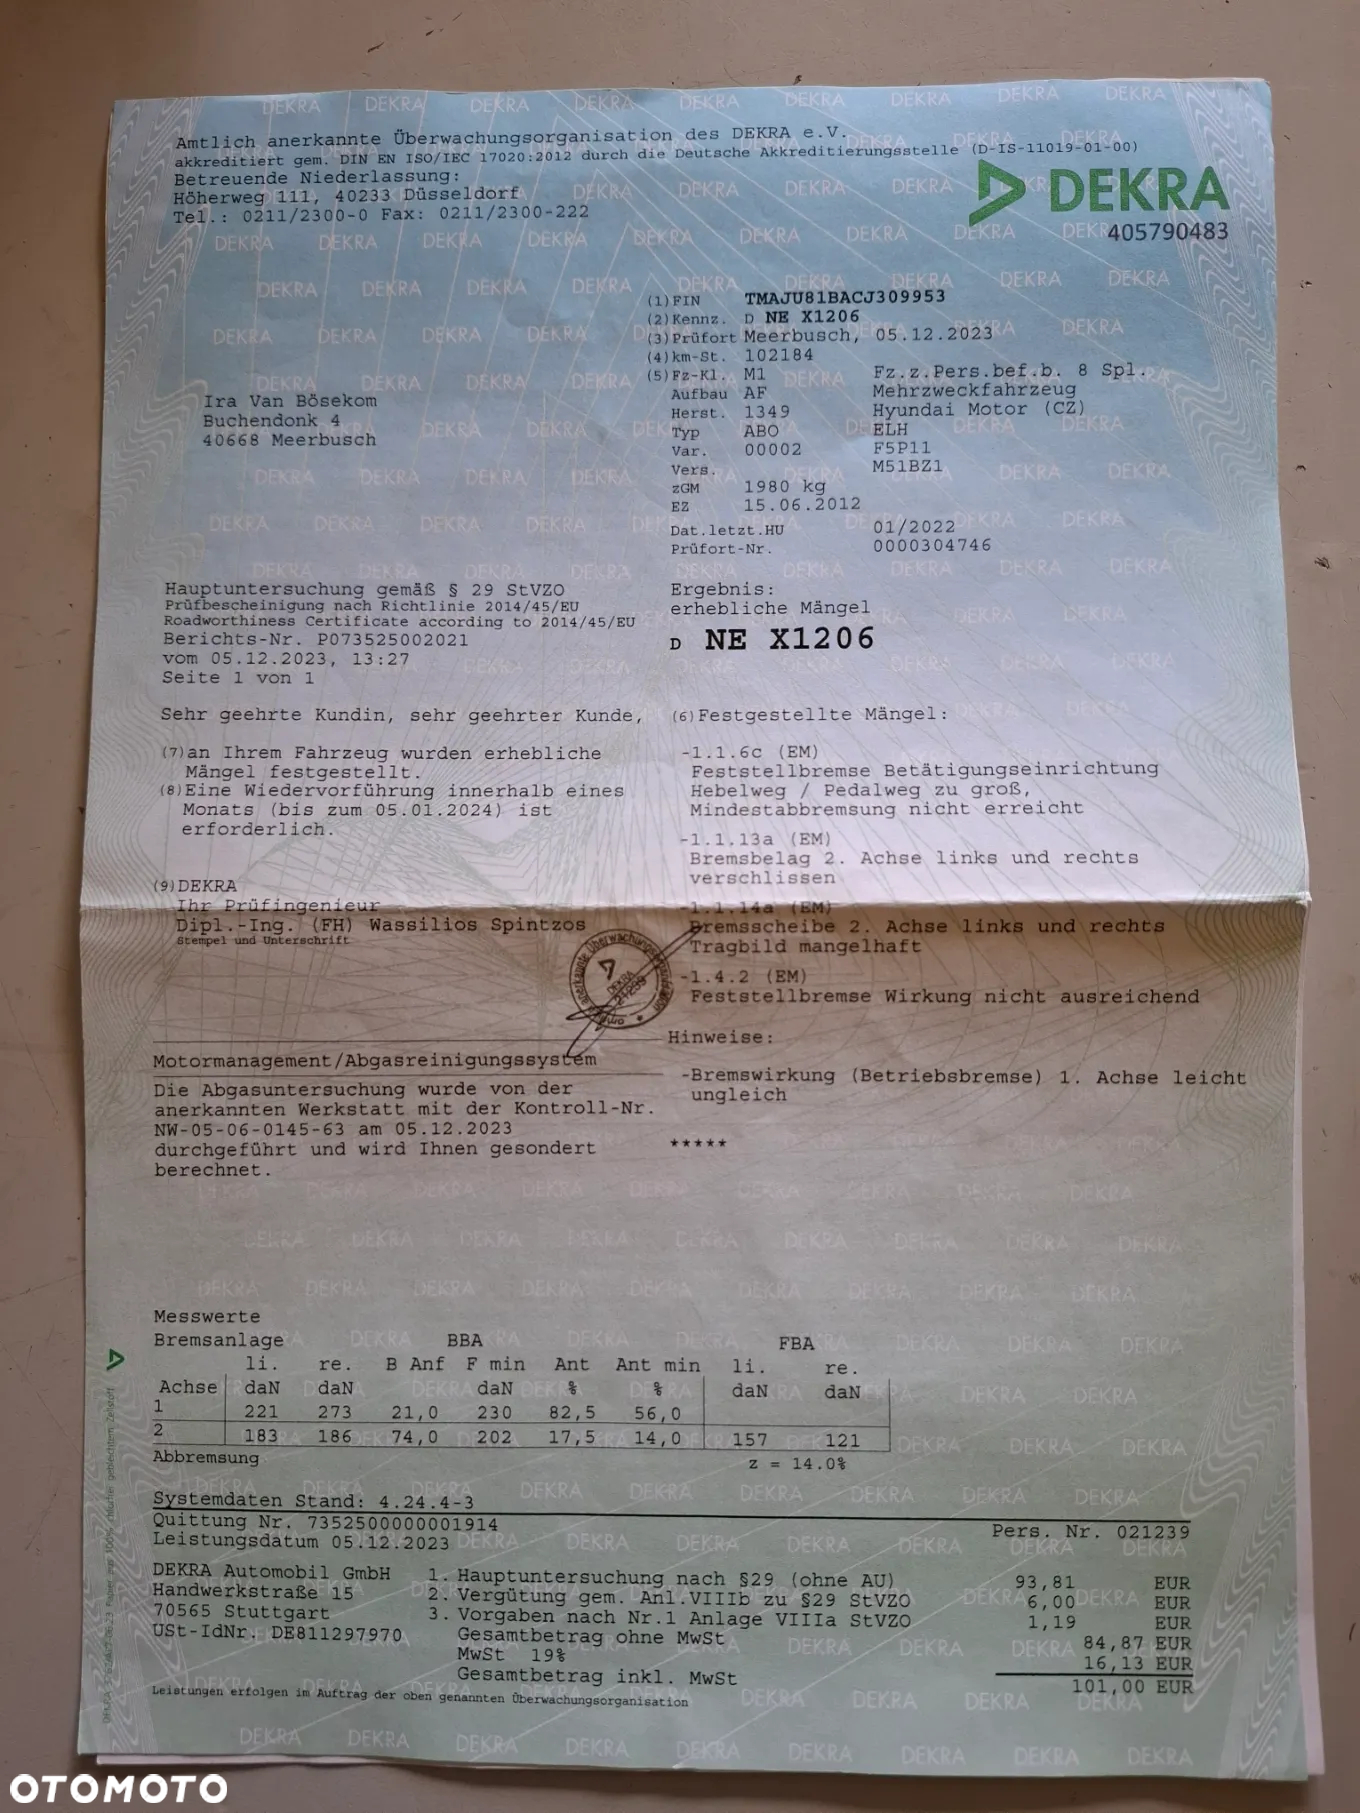 Amtlich anerkannte Überwachungsorganisation des DEKRA e.V.
akkreditiert gem. DIN EN ISO/IEC 17020:2012 durch die Deutsche Akkreditierungsstelle (D-IS-11019-01-00)
Betreuende Niederlassung:
Höherweg 111, 40233 Düsseldorf
Tel.: 0211/2300-0 Fax: 0211/2300-222
DEKRA
405790483
(1)FIN TMAJU81BACJ309953
(2)Kennz. D NE X1206
(3)Prüfort Meerbusch, 05.12.2023
(4)km-St. 102184
(5)Fz-Kl. M1 Fz.z.Pers.bef.b. 8 Spl.
Aufbau AF Mehrzweckfahrzeug
Herst. 1349 Hyundai Motor (CZ)
Typ ABO ELH
Var. 00002 F5P11
Vers. M51BZ1
zGM 1980 kg
EZ 15.06.2012
Dat.letzt.HU 01/2022
Prüfort-Nr. 0000304746
Ira Van Bösekom
Buchendonk 4
40668 Meerbusch
Hauptuntersuchung gemäß § 29 StVZO
Prüfbescheinigung nach Richtlinie 2014/45/EU
Roadworthiness Certificate according to 2014/45/EU
Berichts-Nr. P073525002021
vom 05.12.2023, 13:27
Seite 1 von 1
Ergebnis:
erhebliche Mängel
D NE X1206
Sehr geehrte Kundin, sehr geehrter Kunde,
(7)an Ihrem Fahrzeug wurden erhebliche
Mängel festgestellt.
(8)Eine Wiedervorführung innerhalb eines
Monats (bis zum 05.01.2024) ist
erforderlich.
(9)DEKRA
Ihr Prüfingenieur
Dipl.-Ing. (FH) Wassilios Spintzos
Stempel und Unterschrift
DEKRA
21239
(6)Festgestellte Mängel:
-1.1.6c (EM)
Feststellbremse Betätigungseinrichtung
Hebelweg / Pedalweg zu groß,
Mindestabbremsung nicht erreicht
-1.1.13a (EM)
Bremsbelag 2. Achse links und rechts
verschlissen
-1.1.14a (EM)
Bremsscheibe 2. Achse links und rechts
Tragbild mangelhaft
-1.4.2 (EM)
Feststellbremse Wirkung nicht ausreichend
Hinweise:
-Bremswirkung (Betriebsbremse) 1. Achse leicht
ungleich
*****
Motormanagement/Abgasreinigungssystem
Die Abgasuntersuchung wurde von der
anerkannten Werkstatt mit der Kontroll-Nr.
NW-05-06-0145-63 am 05.12.2023
durchgeführt und wird Ihnen gesondert
berechnet.
Messwerte
Bremsanlage BBA FBA
li. re. B Anf F min Ant Ant min li. re.
Achse daN daN daN % % daN daN
1 221 273 21,0 230 82,5 56,0
2 183 186 74,0 202 17,5 14,0 157 121
Abbremsung z = 14.0%
Systemdaten Stand: 4.24.4-3
Quittung Nr. 73525000000001914
Pers. Nr. 021239
Leistungsdatum 05.12.2023
DEKRA Automobil GmbH
Handwerkstraße 15
70565 Stuttgart
USt-IdNr. DE811297970
1. Hauptuntersuchung nach §29 (ohne AU) 93,81 EUR
2. Vergütung gem. Anl.VIIIb zu §29 StVZO 6,00 EUR
3. Vorgaben nach Nr.1 Anlage VIIIa StVZO 1,19 EUR
Gesamtbetrag ohne MwSt 84,87 EUR
MwSt 19% 16,13 EUR
Gesamtbetrag inkl. MwSt 101,00 EUR
Leistungen erfolgen im Auftrag der oben genannten Überwachungsorganisation
OTOMOTO